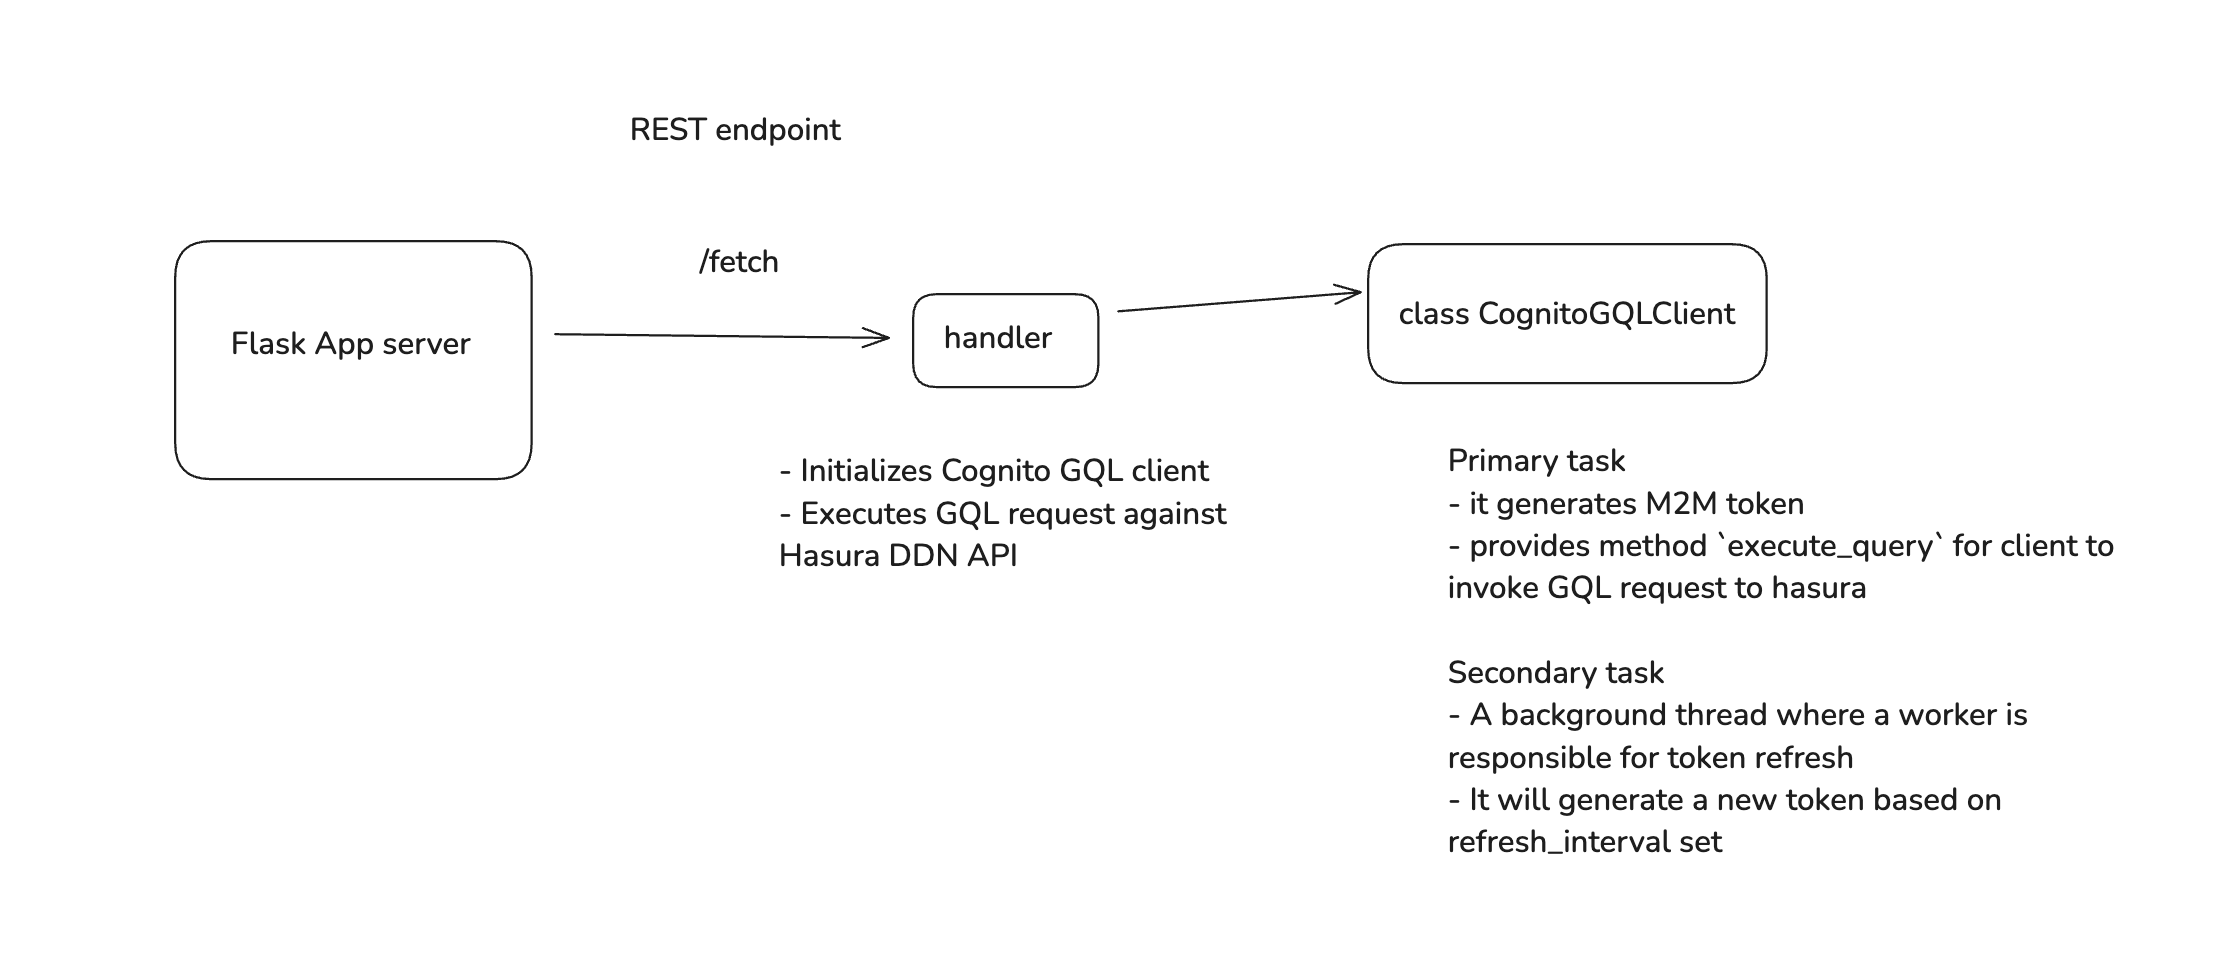 REST endpoint
/fetch
Flask App server
handler
class CognitoGQLClient
- Initializes Cognito GQL client
- Executes GQL request against
Hasura DDN API
Primary task
- it generates M2M token
- provides method `execute_query` for client to
invoke GQL request to hasura
Secondary task
- A background thread where a worker is
responsible for token refresh
- It will generate a new token based on
refresh_interval set